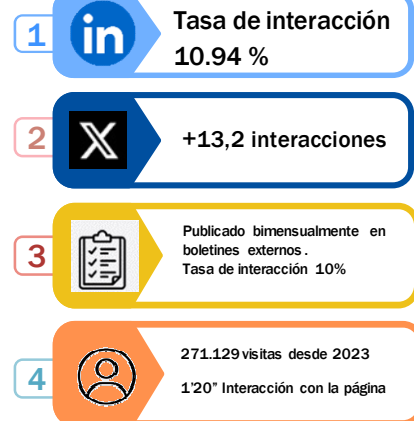 1
in
Tasa de interacción
10.94 %
2
X
+13,2 interacciones
3
Publicado bimensualmente en
boletines externos.
Tasa de interacción 10%
4
271.129 visitas desde 2023
1'20” Interacción con la página